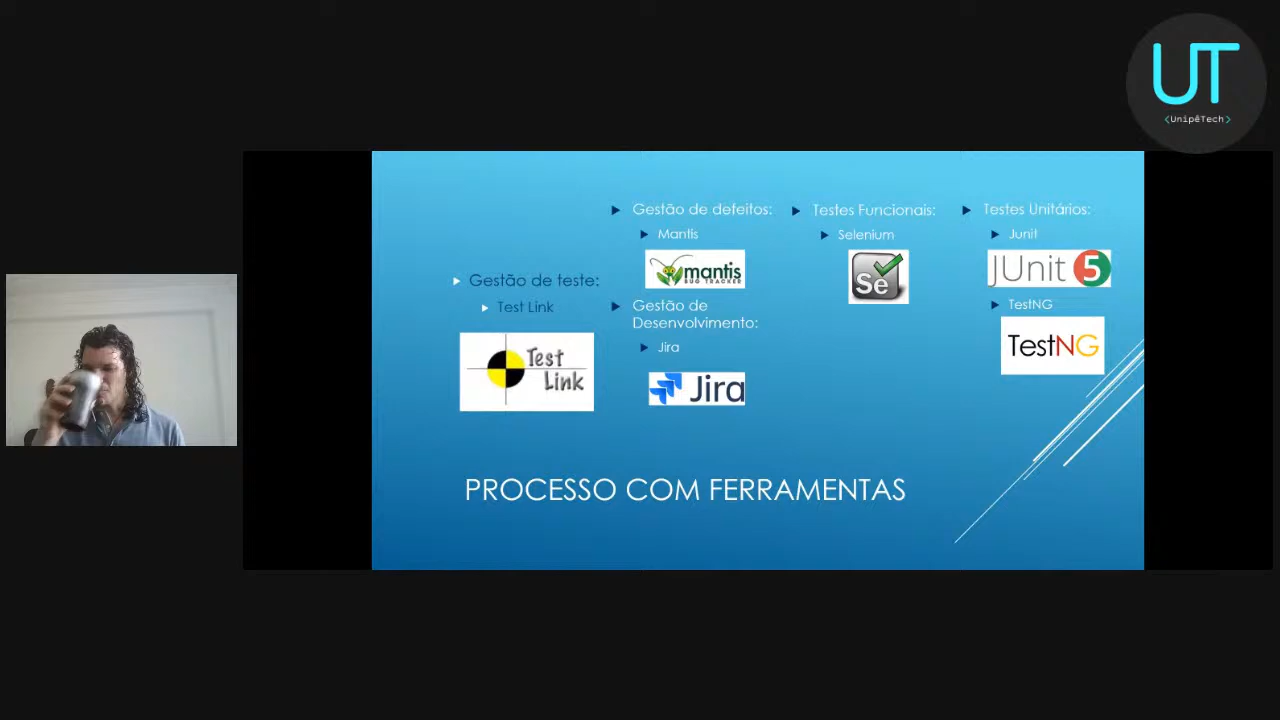 UT
<UnipêTech>
Gestão de teste:
Test Link
Test
Link
Gestão de defeitos:
Mantis
mantis
BUG TRACKER
Gestão de
Desenvolvimento:
Jira
Jira
Testes Funcionais:
Selenium
Se
Testes Unitários:
Junit
JUnit 5
TestNG
TestNG
PROCESSO COM FERRAMENTAS